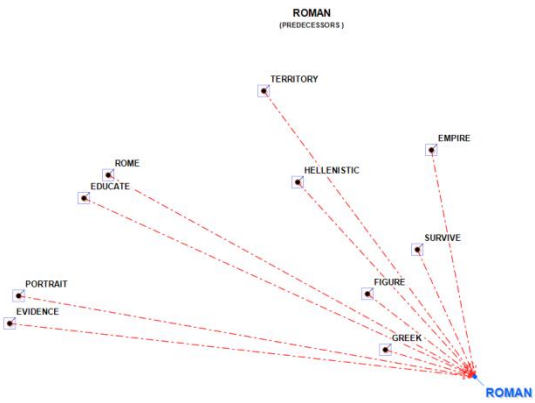 ROMAN
(PREDECESSORS )
TERRITORY
EMPIRE
ROME
HELLENISTIC
EDUCATE
SURVIVE
PORTRAIT
FIGURE
EVIDENCE
GREEK
ROMAN